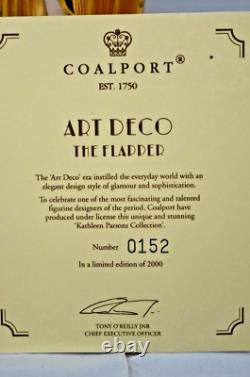 COALPORT®
EST. 1750
ART DECO
THE FLAPPER
The 'Art Deco' era instilled the everyday world with an
elegant design style of glamour and sophistication.
To celebrate one of the most fascinating and talented
figurine designers of the period, Coalport have
produced under license this unique and stunning
'Kathleen Parsons Collection'.
Number 0152
In a limited edition of 2000
TONY O'REILLY JNR
CHIEF EXECUTIVE OFFICER